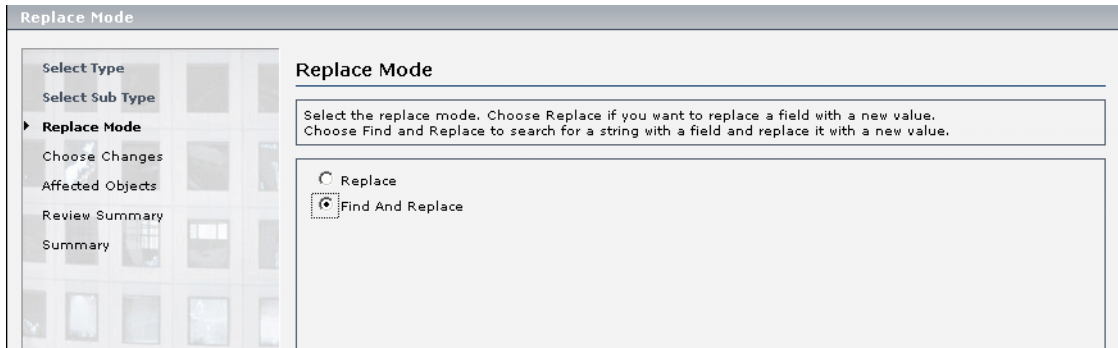 Replace Mode
Select Type
Select Sub Type
Replace Mode
Choose Changes
Affected Objects
Review Summary
Summary
Replace Mode
Select the replace mode. Choose Replace if you want to replace a field with a new value.
Choose Find and Replace to search for a string with a field and replace it with a new value.
Replace
Find And Replace